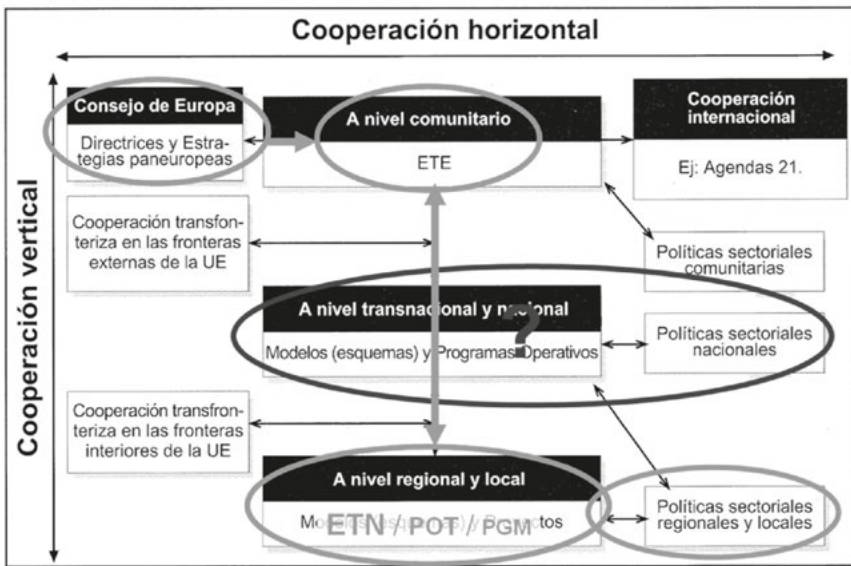 Cooperación horizontal
Cooperación vertical
Consejo de Europa
Directrices y Estra-
tegias paneuropeas
A nivel comunitario
ETE
Cooperación
internacional
Ej: Agendas 21.
Cooperación transfon-
teriza en las fronteras
externas de la UE
Políticas sectoriales
comunitarias
A nivel transnacional y nacional
?
Modelos (esquemas) y Programas Operativos
Políticas sectoriales
nacionales
Cooperación transfron-
teriza en las fronteras
interiores de la UE
A nivel regional y local
ETN / POT / PGM
Políticas sectoriales
regionales y locales